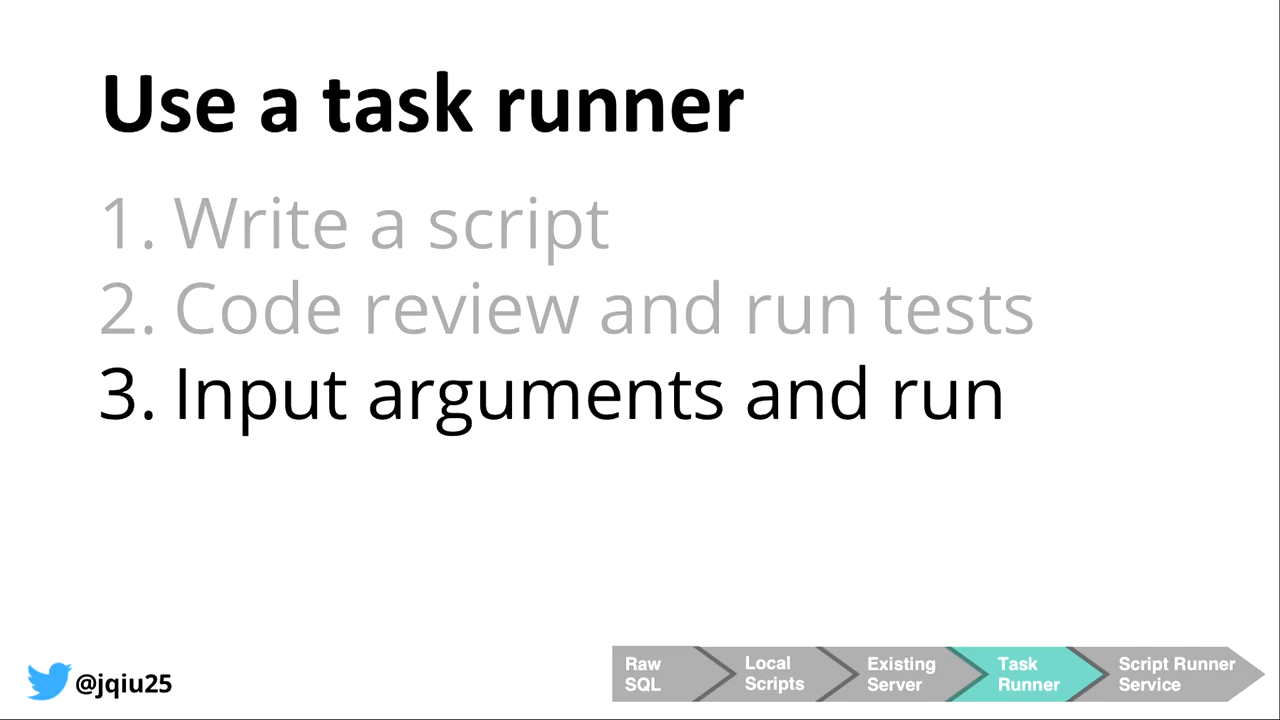 Use a task runner
1. Write a script
2. Code review and run tests
3. Input arguments and run
@jqiu25
Raw
SQL
Local
Scripts
Existing
Server
Task
Runner
Script Runner
Service